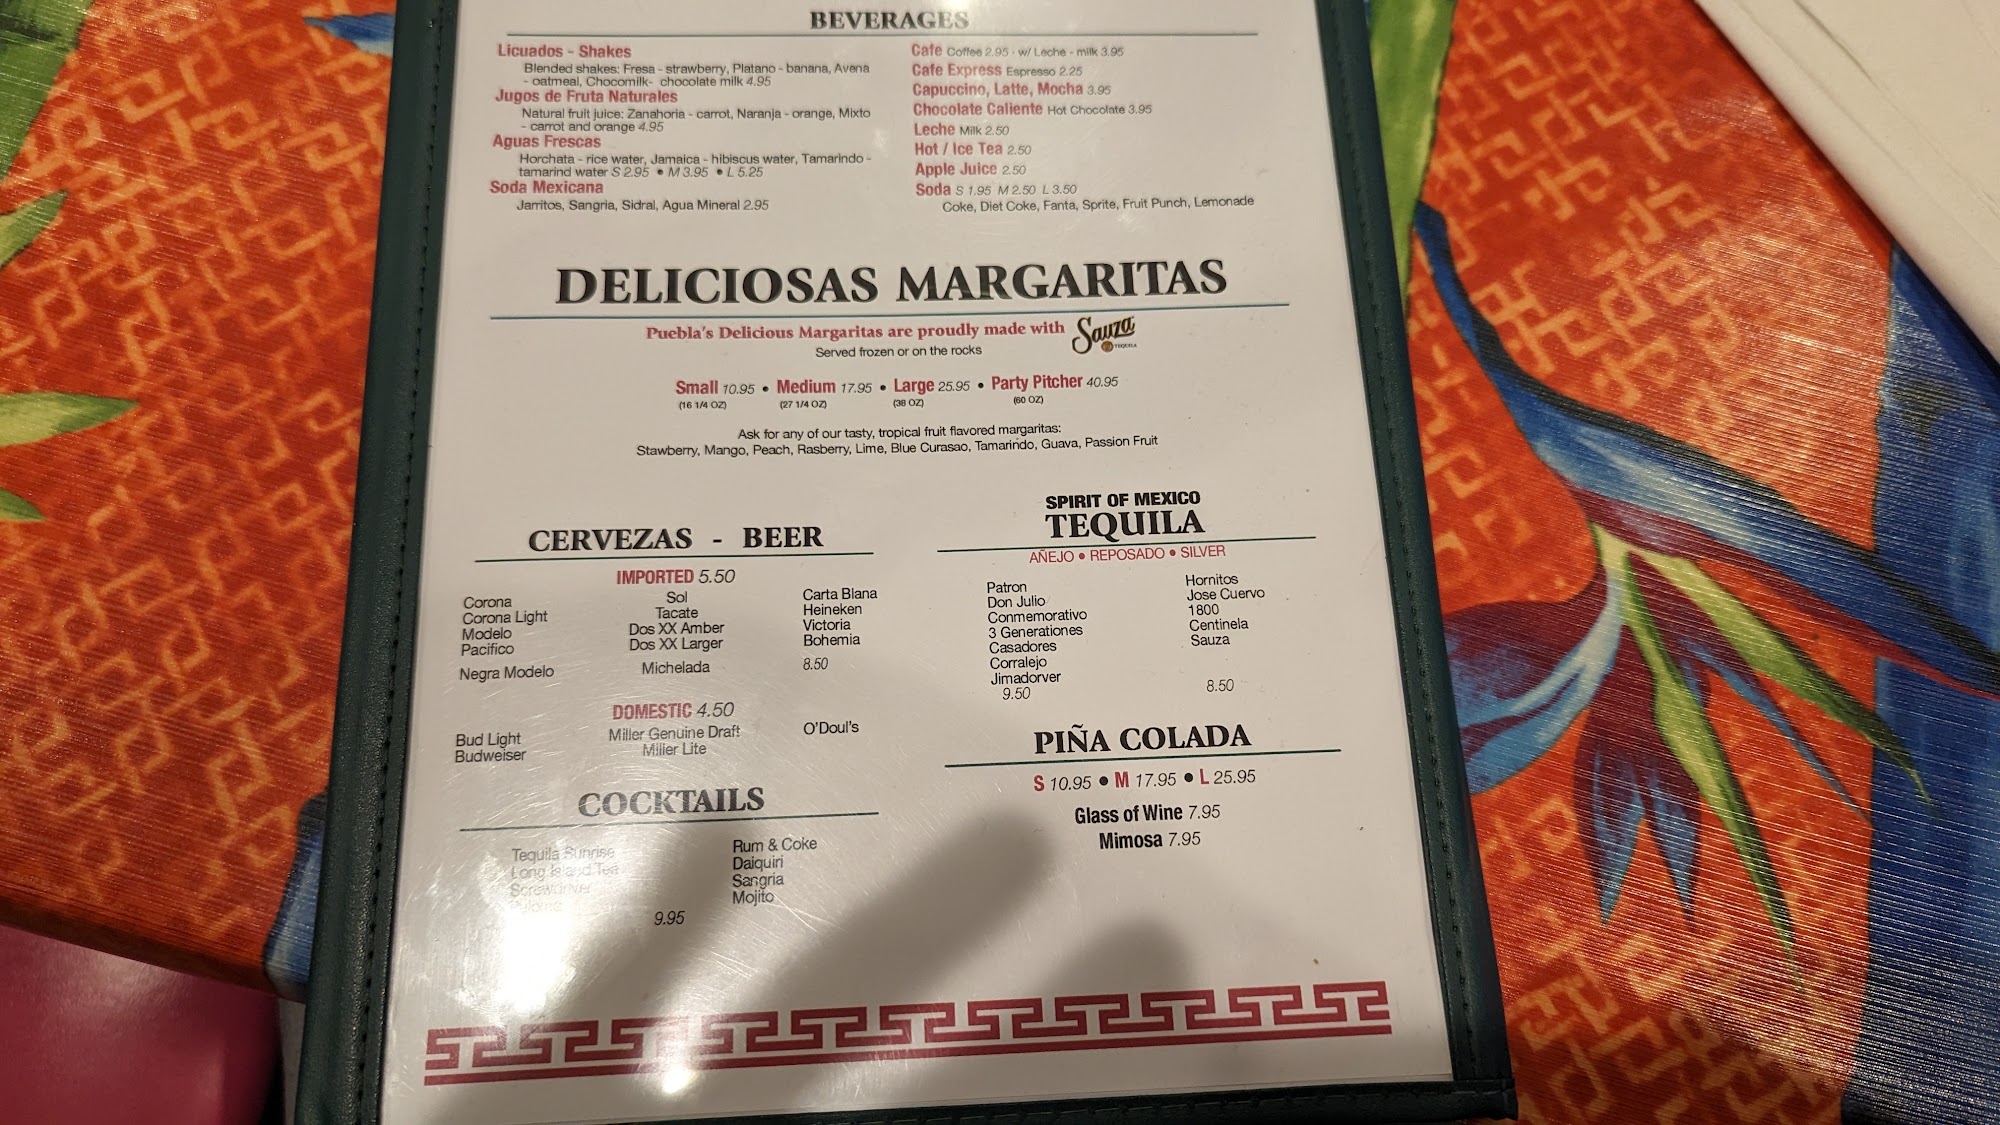 BEVERAGES
Licuados - Shakes
Blended shakes: Fresa - strawberry, Platano - banana, Avena
- oatmeal, Chocomilk- chocolate milk 4.95
Jugos de Fruta Naturales
Natural fruit juice: Zanahoria - carrot, Naranja - orange, Mixto
- carrot and orange 4.95
Aguas Frescas
Horchata - rice water, Jamaica - hibiscus water, Tamarindo -
tamarind water S 2.95 • M 3.95 • L 5.25
Soda Mexicana
Jarritos, Sangria, Sidral, Agua Mineral 2.95
Cafe Coffee 2.95 - w/ Leche - milk 3.95
Cafe Express Espresso 2.25
Capuccino, Latte, Mocha 3.95
Chocolate Caliente Hot Chocolate 3.95
Leche Milk 2.50
Hot / Ice Tea 2.50
Apple Juice 2.50
Soda S 1.95 M 2.50 L 3.50
Coke, Diet Coke, Fanta, Sprite, Fruit Punch, Lemonade
DELICIOSAS MARGARITAS
Puebla's Delicious Margaritas are proudly made with Sauza TEQUILA
Served frozen or on the rocks
Small 10.95 • Medium 17.95 • Large 25.95 • Party Pitcher 40.95
(16 1/4 OZ) (27 1/4 OZ) (38 OZ) (60 OZ)
Ask for any of our tasty, tropical fruit flavored margaritas:
Stawberry, Mango, Peach, Rasberry, Lime, Blue Curasao, Tamarindo, Guava, Passion Fruit
CERVEZAS - BEER
IMPORTED 5.50
Corona
Corona Light
Modelo
Pacifico
Negra Modelo
Sol
Tacate
Dos XX Amber
Dos XX Larger
Michelada
Carta Blana
Heineken
Victoria
Bohemia
8.50
DOMESTIC 4.50
Bud Light
Budweiser
Miller Genuine Draft
Miller Lite
O'Doul's
COCKTAILS
Tequila Sunrise
Long Island Tea
Screwdriver
Rum & Coke
Daiquiri
Sangria
Mojito
9.95
SPIRIT OF MEXICO
TEQUILA
AÑEJO • REPOSADO • SILVER
Patron
Don Julio
Conmemorativo
3 Generationes
Casadores
Corralejo
Jimadorver
9.50
Hornitos
Jose Cuervo
1800
Centinela
Sauza
8.50
PIÑA COLADA
S 10.95 • M 17.95 • L 25.95
Glass of Wine 7.95
Mimosa 7.95